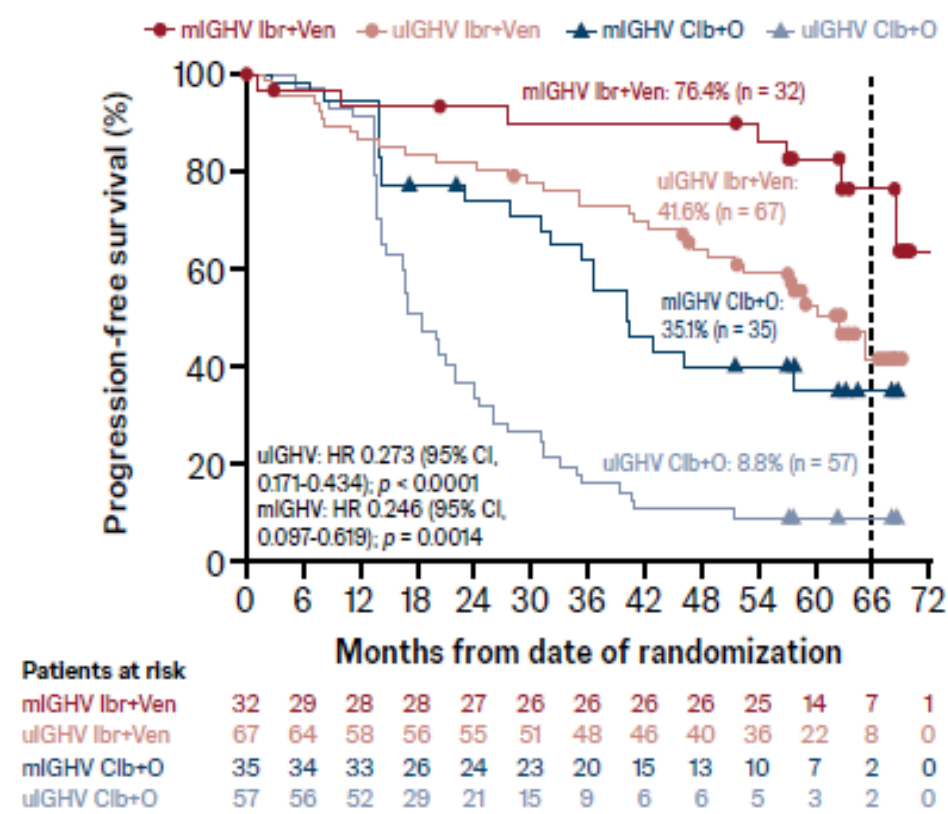 mIGHV Ibr+Ven uIGHV Ibr+Ven mIGHV Clb+O uIGHV Clb+O
Progression-free survival (%)
100
80
60
40
20
0
mIGHV Ibr+Ven: 76.4% (n = 32)
uIGHV Ibr+Ven:
41.6% (n = 67)
mIGHV Clb+O:
35.1% (n = 35)
uIGHV Clb+O: 8.8% (n = 57)
uIGHV: HR 0.273 (95% CI,
0.171-0.434); p < 0.0001
mIGHV: HR 0.246 (95% CI,
0.097-0.619); p = 0.0014
0 6 12 18 24 30 36 42 48 54 60 66 72
Months from date of randomization
Patients at risk
mIGHV Ibr+Ven 32 29 28 28 27 26 26 26 26 25 14 7 1
uIGHV Ibr+Ven 67 64 58 56 55 51 48 46 40 36 22 8 0
mIGHV Clb+O 35 34 33 26 24 23 20 15 13 10 7 2 0
uIGHV Clb+O 57 56 52 29 21 15 9 6 6 5 3 2 0